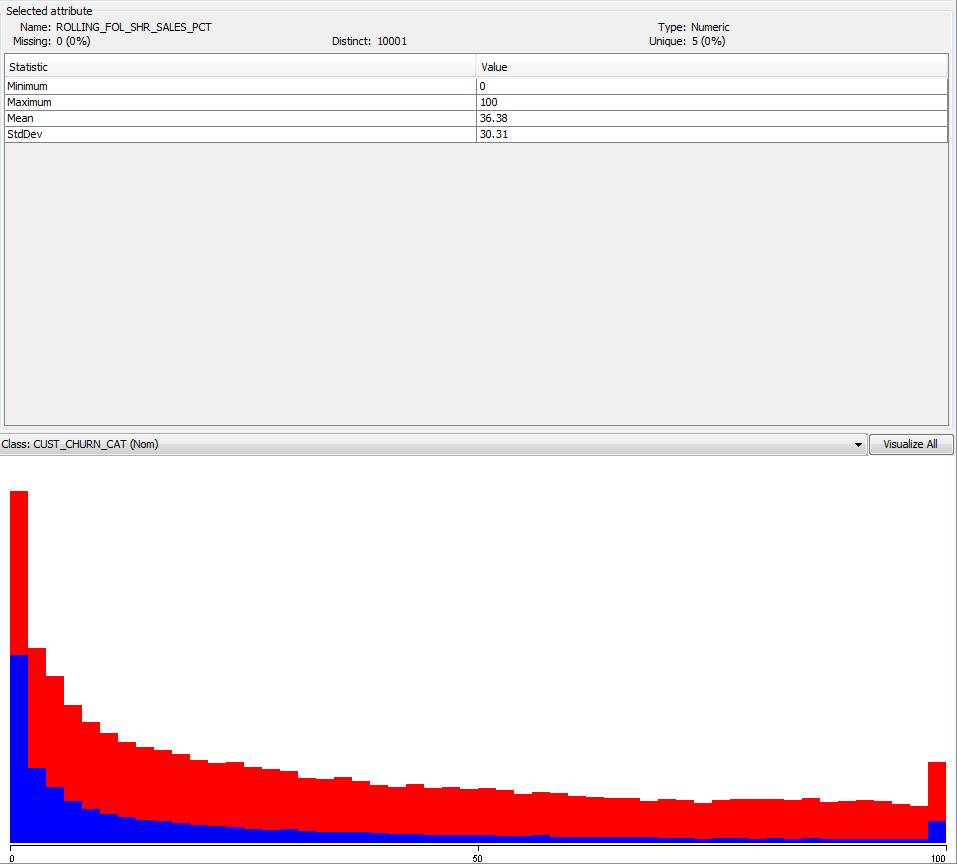 Selected attribute
Name: ROLLING_FOL_SHR_SALES_PCT Type: Numeric
Missing: 0 (0%) Distinct: 10001 Unique: 5 (0%)
Statistic Value
Minimum 0
Maximum 100
Mean 36.38
StdDev 30.31
Class: CUST_CHURN_CAT (Nom) Visualize All
0 50 100